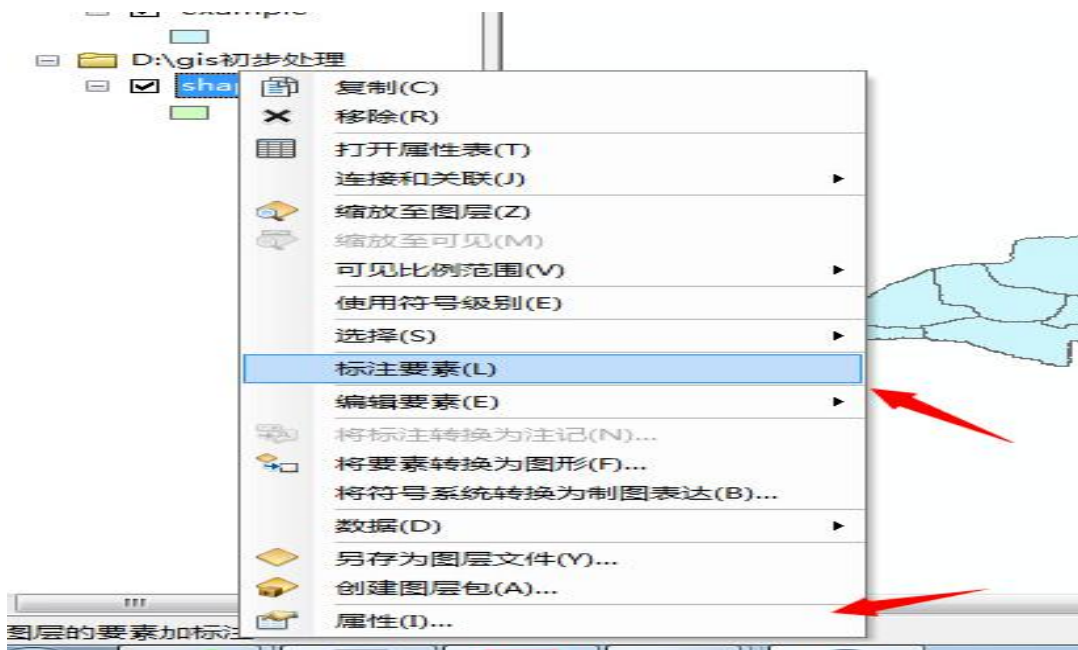 example
D:\gis初步处理
sha
复制(C)
移除(R)
打开属性表(T)
连接和关联(J)
缩放至图层(Z)
缩放至可见(M)
可见比例范围(V)
使用符号级别(E)
选择(S)
标注要素(L)
编辑要素(E)
将标注转换为注记(N)...
将要素转换为图形(F)...
将符号系统转换为制图表达(B)...
数据(D)
另存为图层文件(Y)...
创建图层包(A)...
属性(I)...
图层的要素加标注